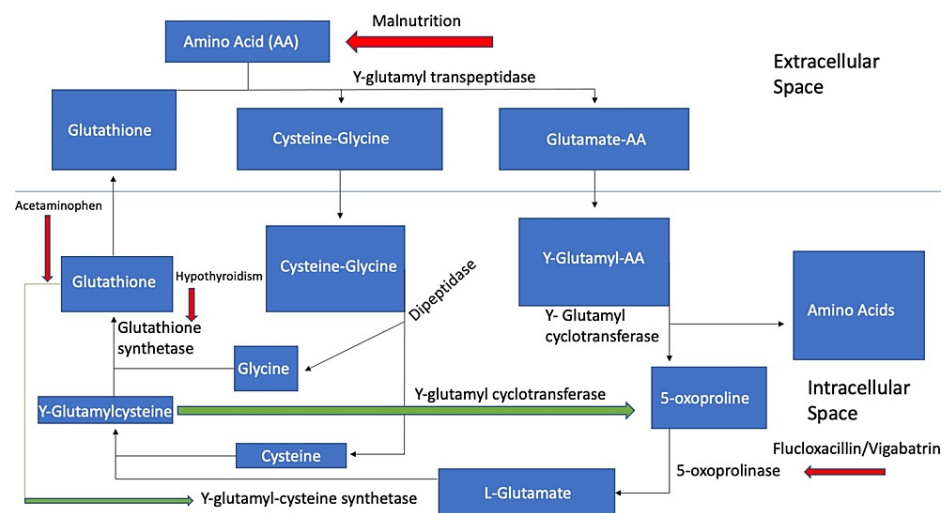 Malnutrition
Amino Acid (AA)
Extracellular
Space
Y-glutamyl transpeptidase
Glutathione
Cysteine-Glycine
Glutamate-AA
Acetaminophen
Glutathione
Hypothyroidism
Cysteine-Glycine
Y-Glutamyl-AA
Dipeptidase
Amino Acids
Glutathione
synthetase
Y- Glutamyl
cyclotransferase
Glycine
Y-Glutamylcysteine
Y-glutamyl cyclotransferase
5-oxoproline
Intracellular
Space
Cysteine
Flucloxacillin/Vigabatrin
5-oxoprolinase
Y-glutamyl-cysteine synthetase
L-Glutamate